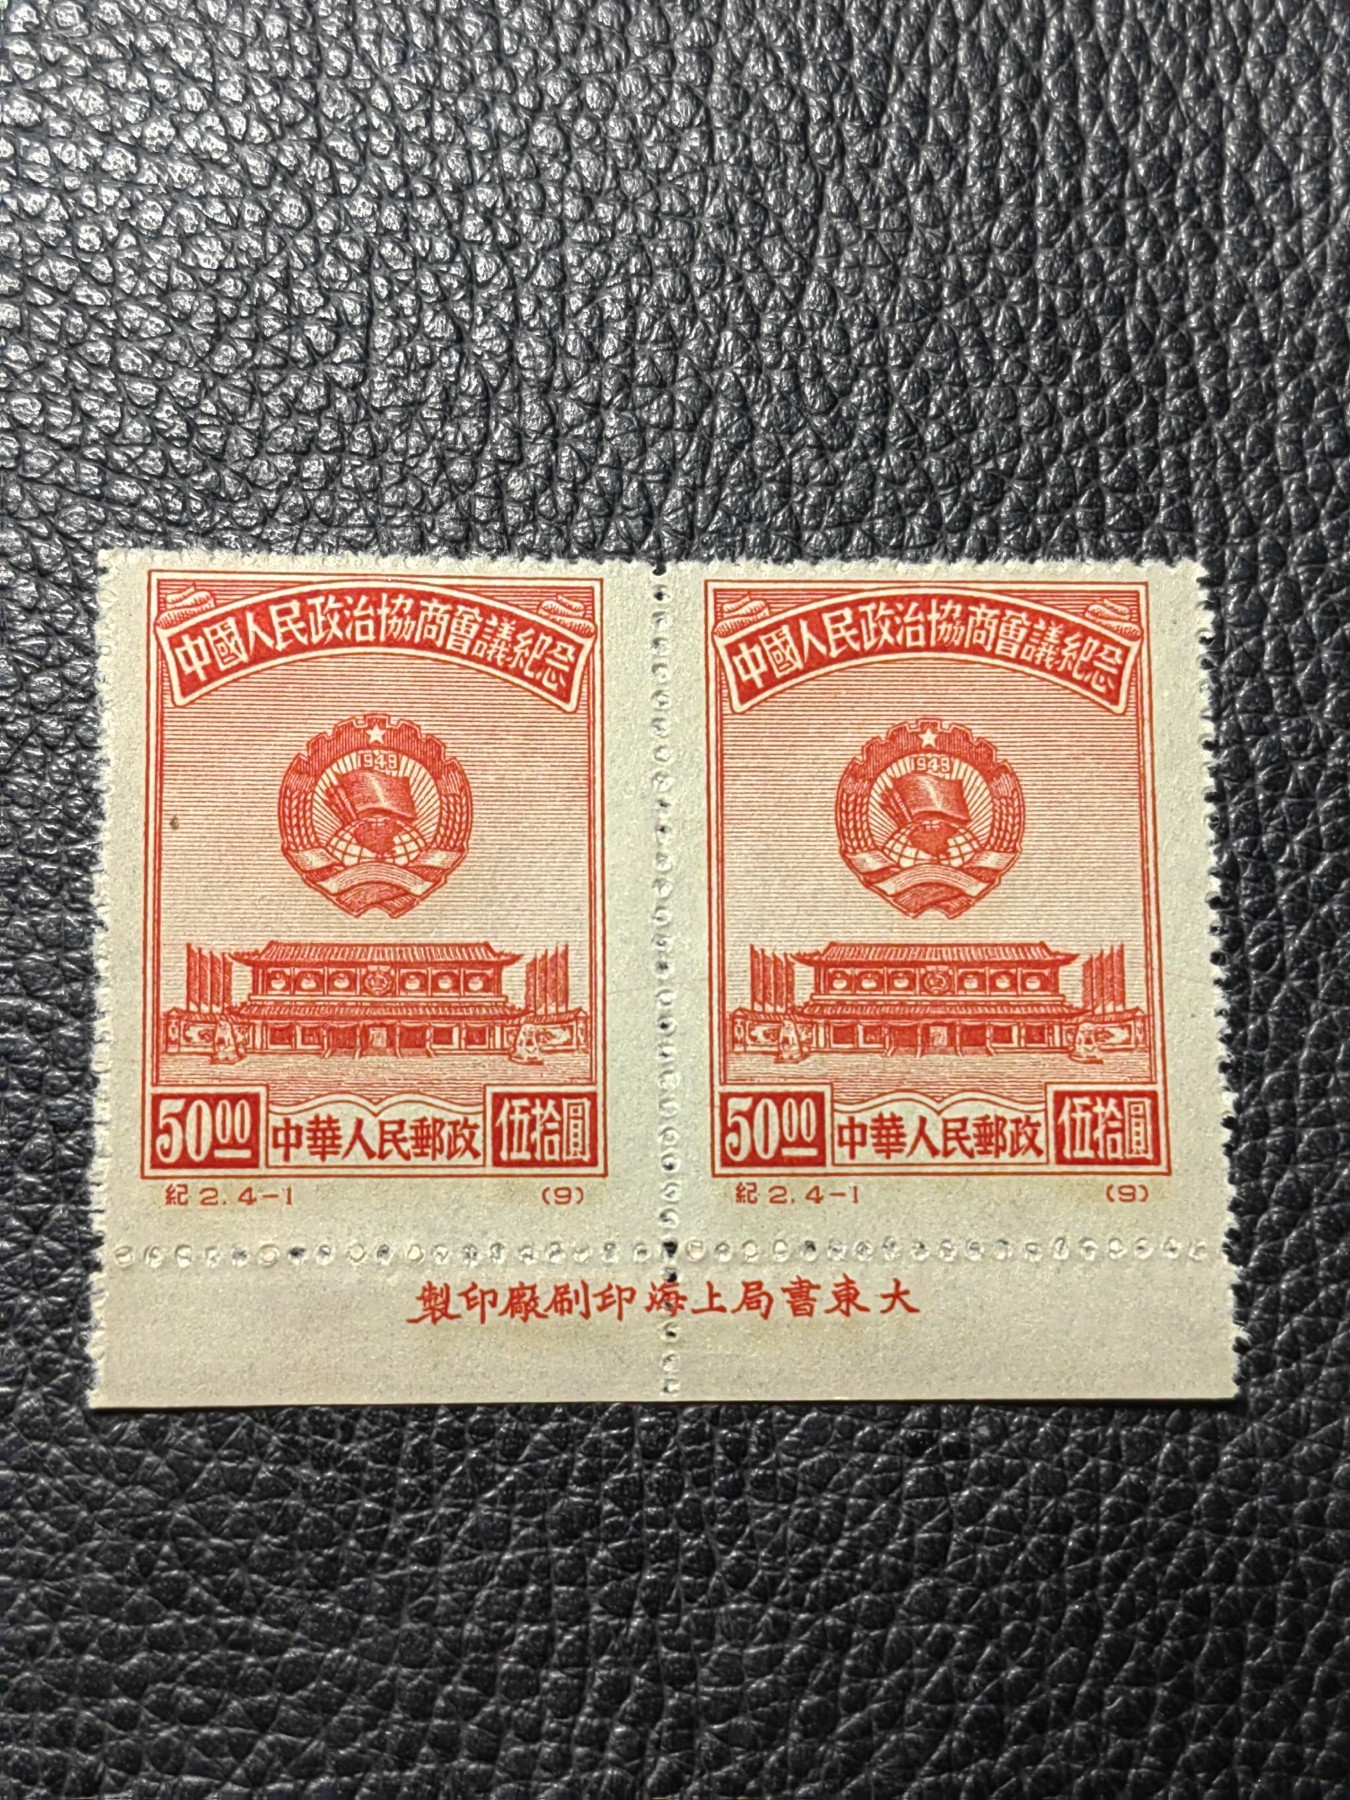 中國人民政治協商會議紀念
1949
50.00 中華人民郵政 伍拾圓
紀 2. 4-1 (9)
中國人民政治協商會議紀念
1949
50.00 中華人民郵政 伍拾圓
紀 2. 4-1 (9)
大東書局上海印刷廠印製